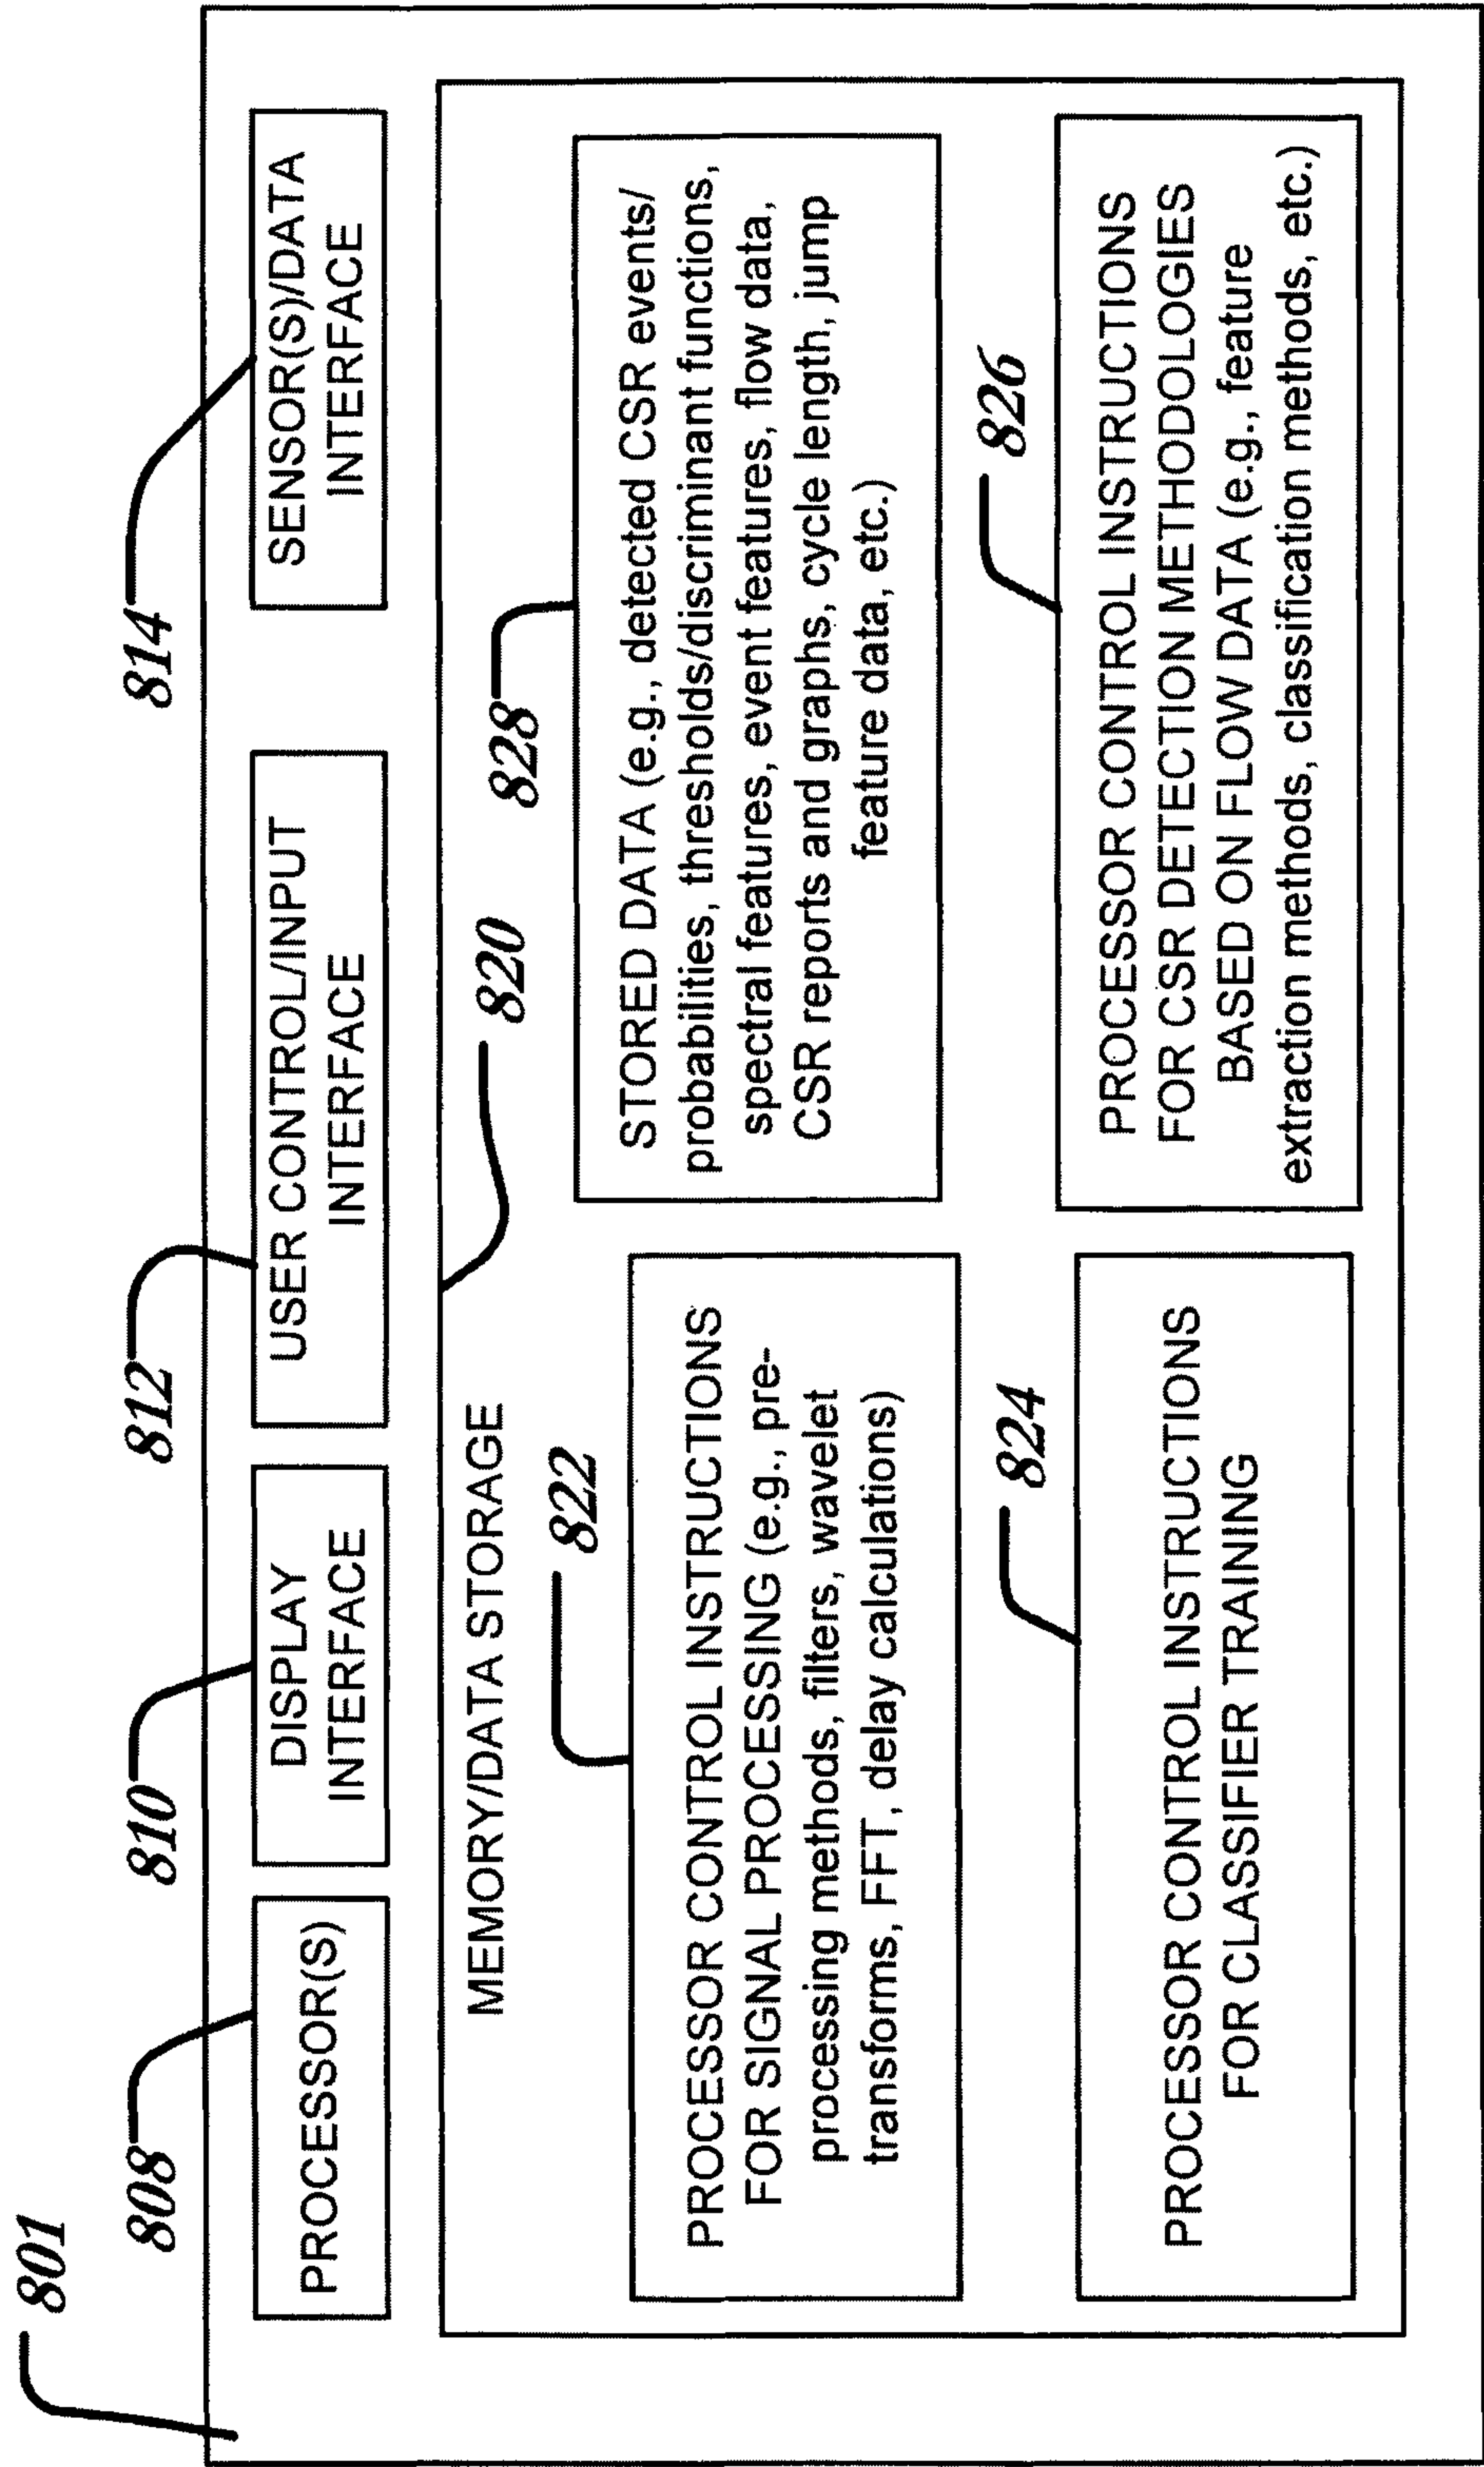 801
808
PROCESSOR(S)
810
DISPLAY
INTERFACE
812
USER CONTROL/INPUT
INTERFACE
814
SENSOR(S)/DATA
INTERFACE
MEMORY/DATA STORAGE
820
822
PROCESSOR CONTROL INSTRUCTIONS
FOR SIGNAL PROCESSING (e.g., pre-
processing methods, filters, wavelet
transforms, FFT, delay calculations)
828
STORED DATA (e.g., detected CSR events/
probabilities, thresholds/discriminant functions,
spectral features, event features, flow data,
CSR reports and graphs, cycle length, jump
feature data, etc.)
824
PROCESSOR CONTROL INSTRUCTIONS
FOR CLASSIFIER TRAINING
826
PROCESSOR CONTROL INSTRUCTIONS
FOR CSR DETECTION METHODOLOGIES
BASED ON FLOW DATA (e.g., feature
extraction methods, classification methods, etc.)